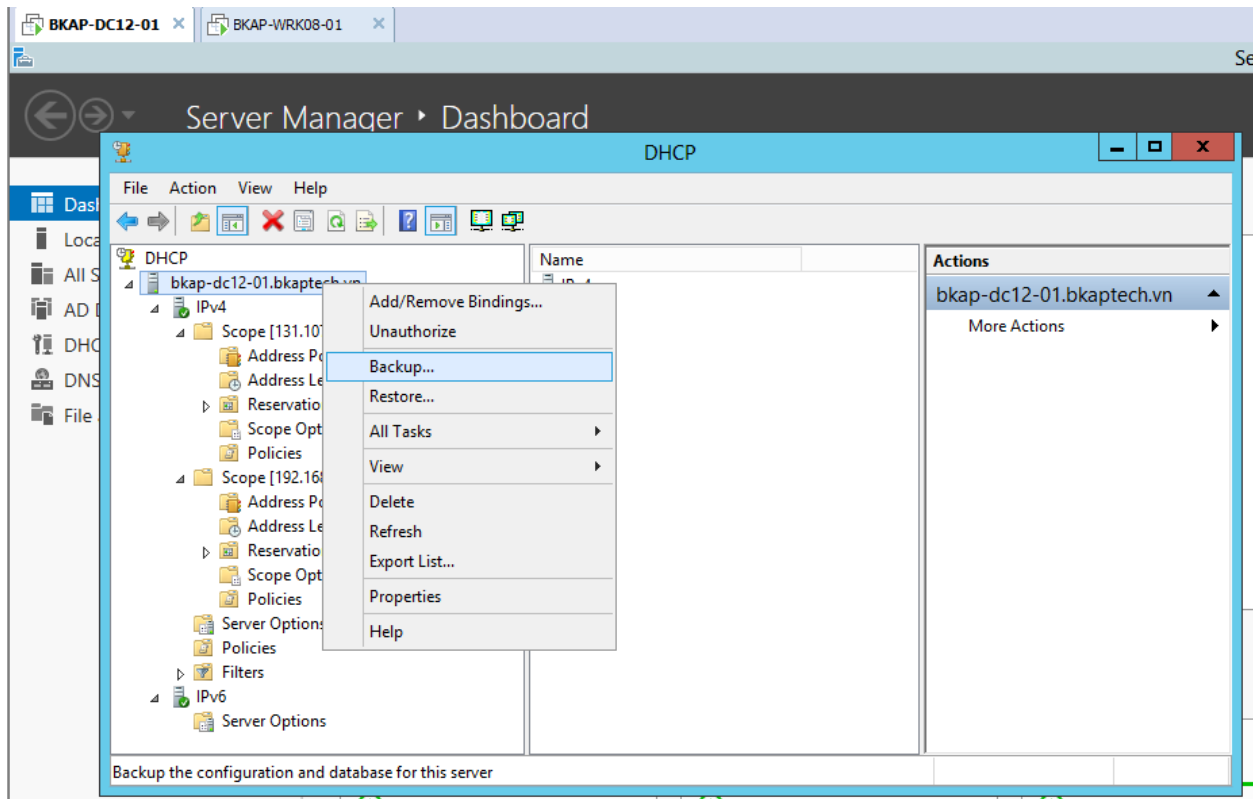 BKAP-DC12-01 × BKAP-WRK08-01 ×
Server Manager ‣ Dashboard
DHCP
File Action View Help
DHCP
bkap-dc12-01.bkaptech.vn
IPv4
Scope [131.107
Address Po
Address Le
Reservatio
Scope Opt
Policies
Scope [192.168
Address Po
Address Le
Reservatio
Scope Opt
Policies
Server Options
Policies
Filters
IPv6
Server Options
Add/Remove Bindings...
Unauthorize
Backup...
Restore...
All Tasks
View
Delete
Refresh
Export List...
Properties
Help
Name
IPv4
Actions
bkap-dc12-01.bkaptech.vn
More Actions
Dash
Loca
All S
AD D
DHC
DNS
File
Backup the configuration and database for this server